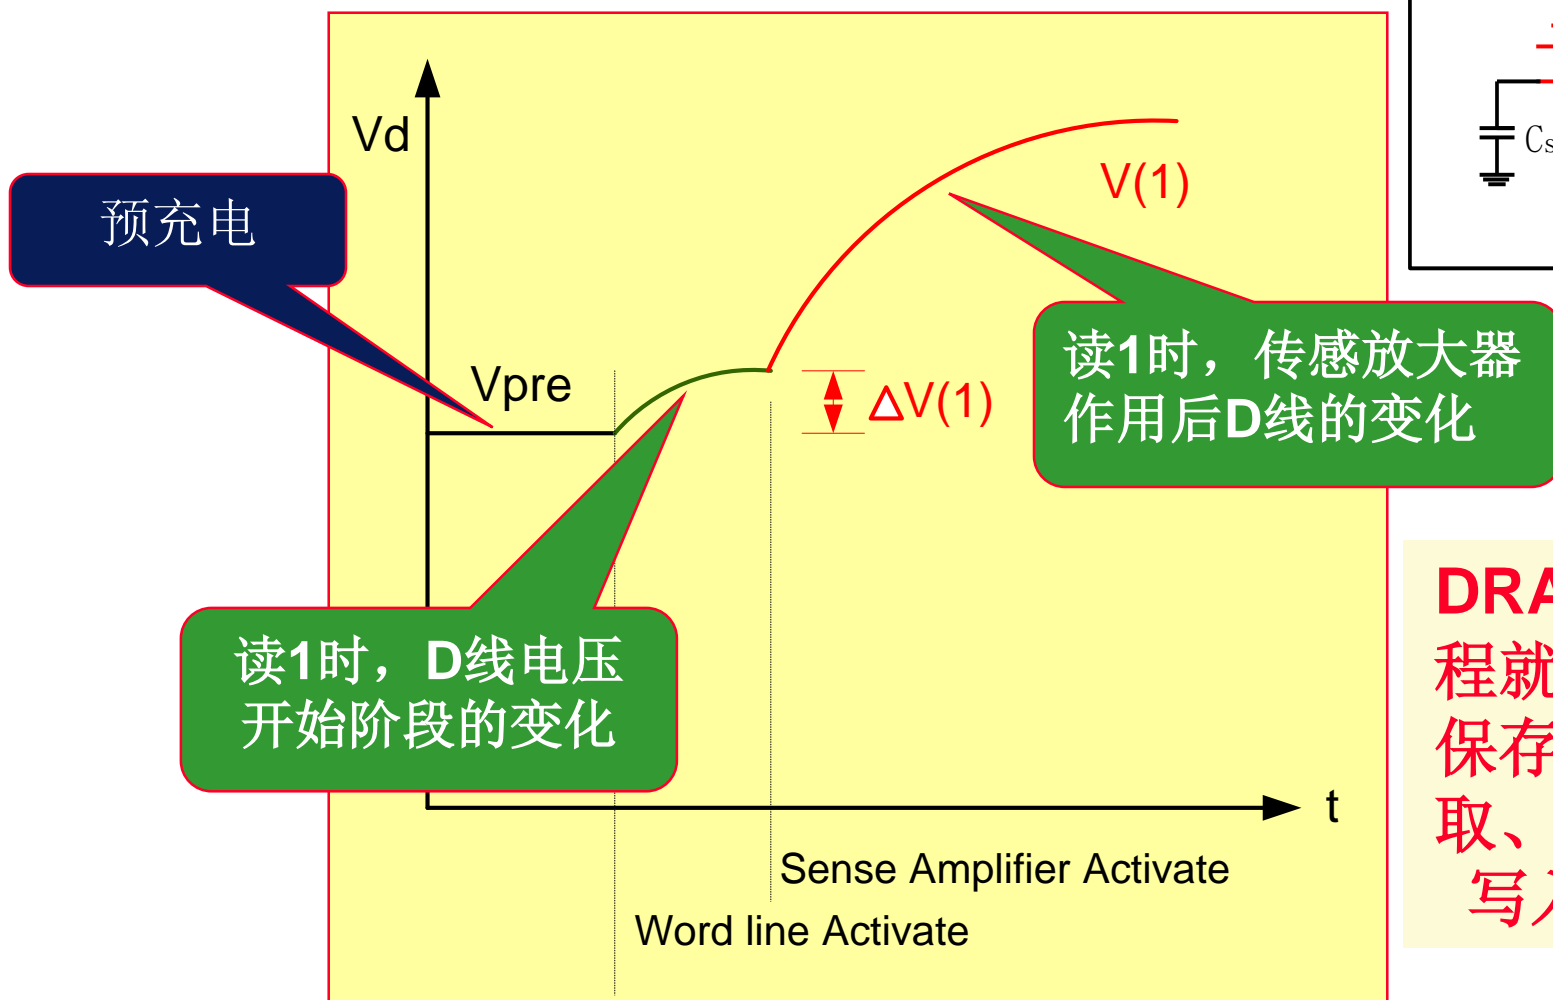 Vd
预充电
Vpre
V(1)
△V(1)
Cs
读1时，传感放大器
作用后D线的变化
读1时，D线电压
开始阶段的变化
t
Sense Amplifier Activate
Word line Activate
程就
保存
取、
写入